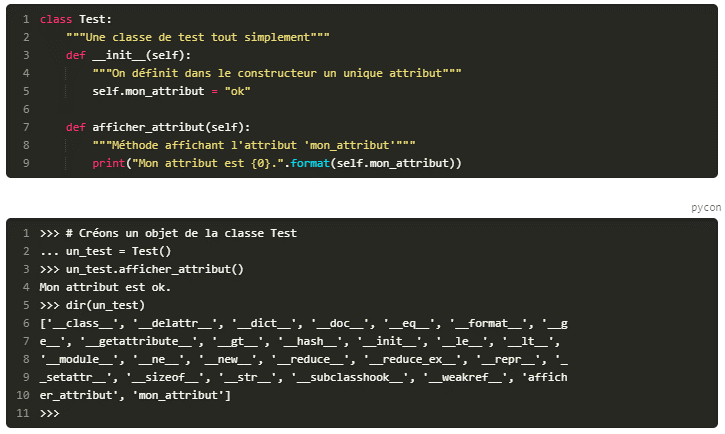 1 class Test:
2     """Une classe de test tout simplement"""
3     def __init__(self):
4         """On définit dans le constructeur un unique attribut"""
5         self.mon_attribut = "ok"
6
7     def afficher_attribut(self):
8         """Méthode affichant l'attribut 'mon_attribut'"""
9         print("Mon attribut est {0}.".format(self.mon_attribut))
pycon
1 >>> # Créons un objet de la classe Test
2 ... un_test = Test()
3 >>> un_test.afficher_attribut()
4 Mon attribut est ok.
5 >>> dir(un_test)
6 ['__class__', '__delattr__', '__dict__', '__doc__', '__eq__', '__format__', '__g
7 e__', '__getattribute__', '__gt__', '__hash__', '__init__', '__le__', '__lt__',
8 '__module__', '__ne__', '__new__', '__reduce__', '__reduce_ex__', '__repr__', '_
9 _setattr__', '__sizeof__', '__str__', '__subclasshook__', '__weakref__', 'affich
10 er_attribut', 'mon_attribut']
11 >>>